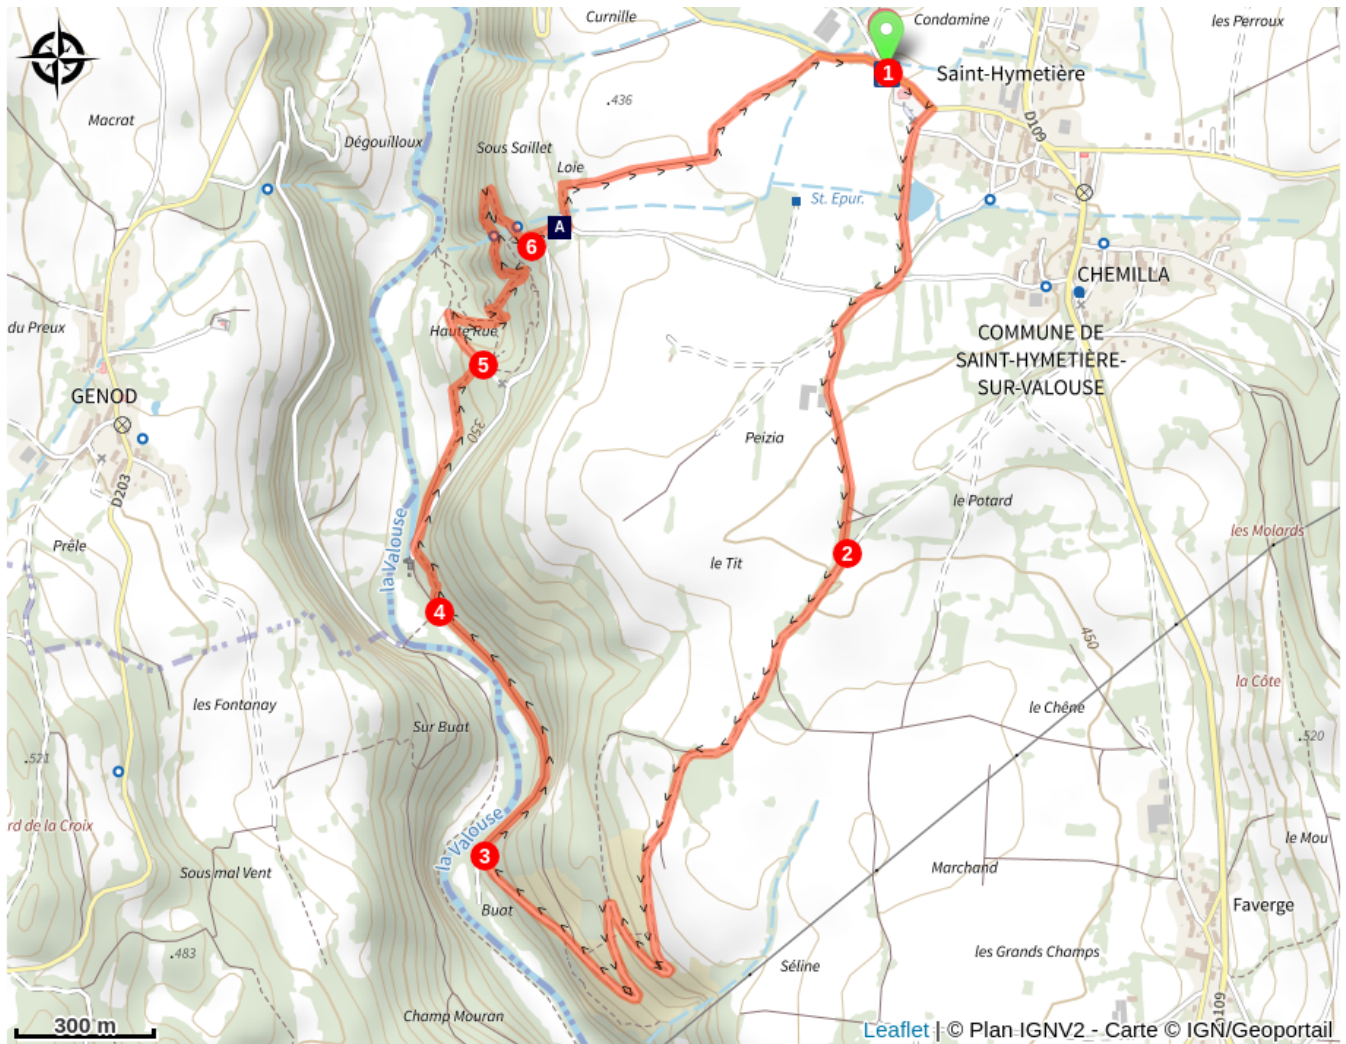 Curnille
Condamine
les Perroux
1
Saint-Hymetière
.436
Macrat
D109
Dégouilloux
Sous Saillet
Loie
St. Epur.
A
6
CHEMILLA
du Preux
Haute Rue
COMMUNE DE
SAINT-HYMETIÈRE-
SUR-VALOUSE
5
GENOD
350
Peizia
D203
le Potard
la Valouse
les Molards
Prêle
2
le Tit
4
450
la Côte
les Fontanay
le Chêne
Sur Buat
.520
.521
rd de la Croix
la Valouse
le Mou
3
Sous mal Vent
Marchand
Buat
Faverge
.483
Séline
les Grands Champs
D109
Champ Mouran
300 m
Leaflet | © Plan IGNV2 - Carte © IGN/Geoportail